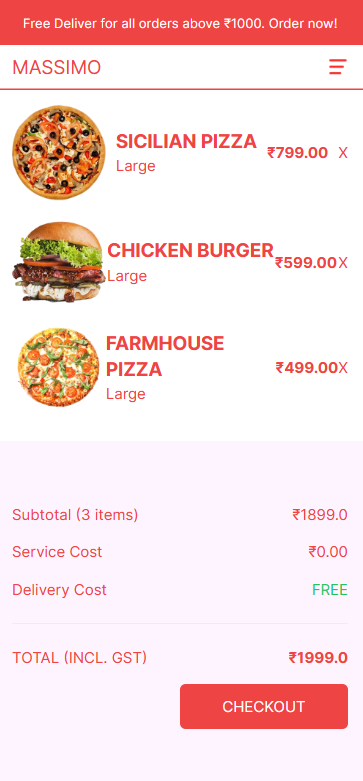 Free Deliver for all orders above ₹1000. Order now!
MASSIMO
SICILIAN PIZZA
Large
₹799.00 X
CHICKEN BURGER
Large
₹599.00X
FARMHOUSE
PIZZA
Large
₹499.00X
Subtotal (3 items) ₹1899.0
Service Cost ₹0.00
Delivery Cost FREE
TOTAL (INCL. GST) ₹1999.0
CHECKOUT